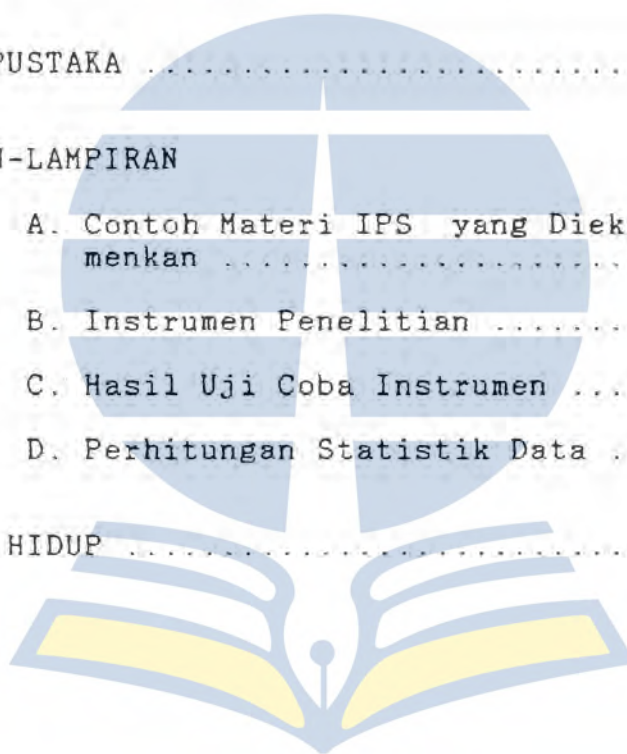 PUSTAKA ............................
N-LAMPIRAN
A. Contoh Materi IPS yang Diek
menkan .......................
B. Instrumen Penelitian .......
C. Hasil Uji Coba Instrumen ...
D. Perhitungan Statistik Data .
HIDUP ..............................